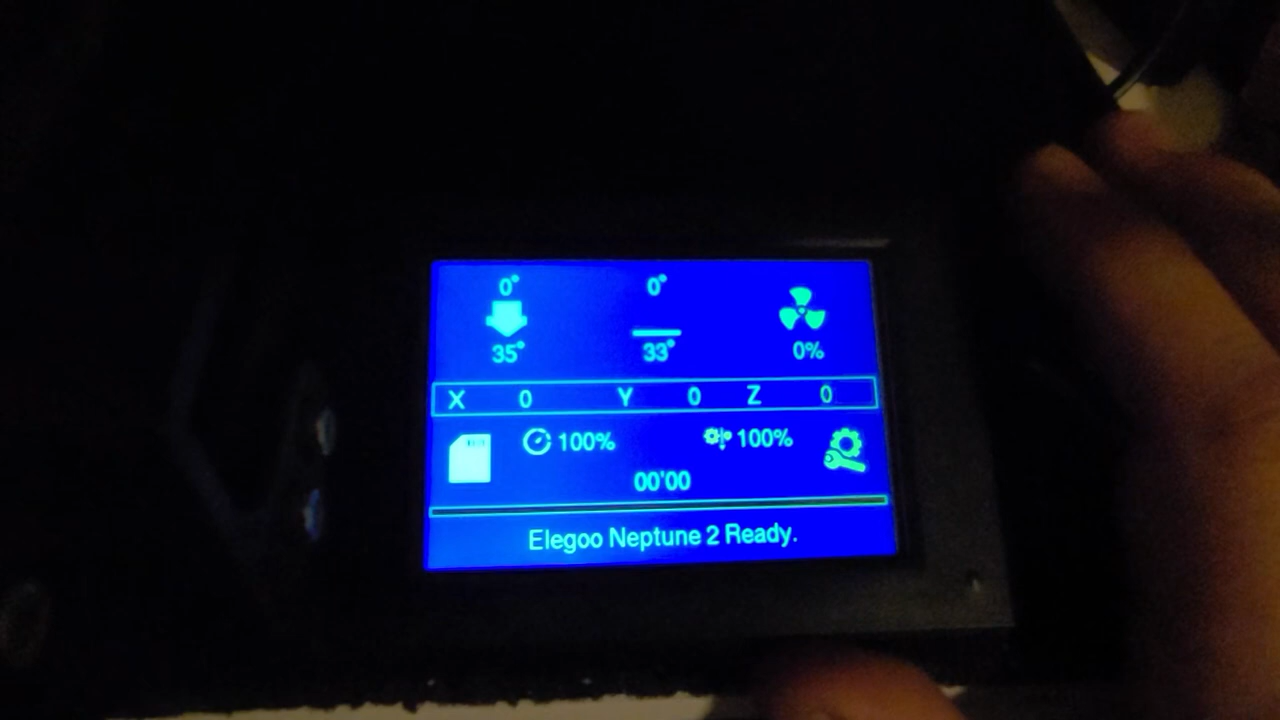 0° 0°
35° 33° 0%
X 0 Y 0 Z 0
100% 100%
00'00
Elegoo Neptune 2 Ready.